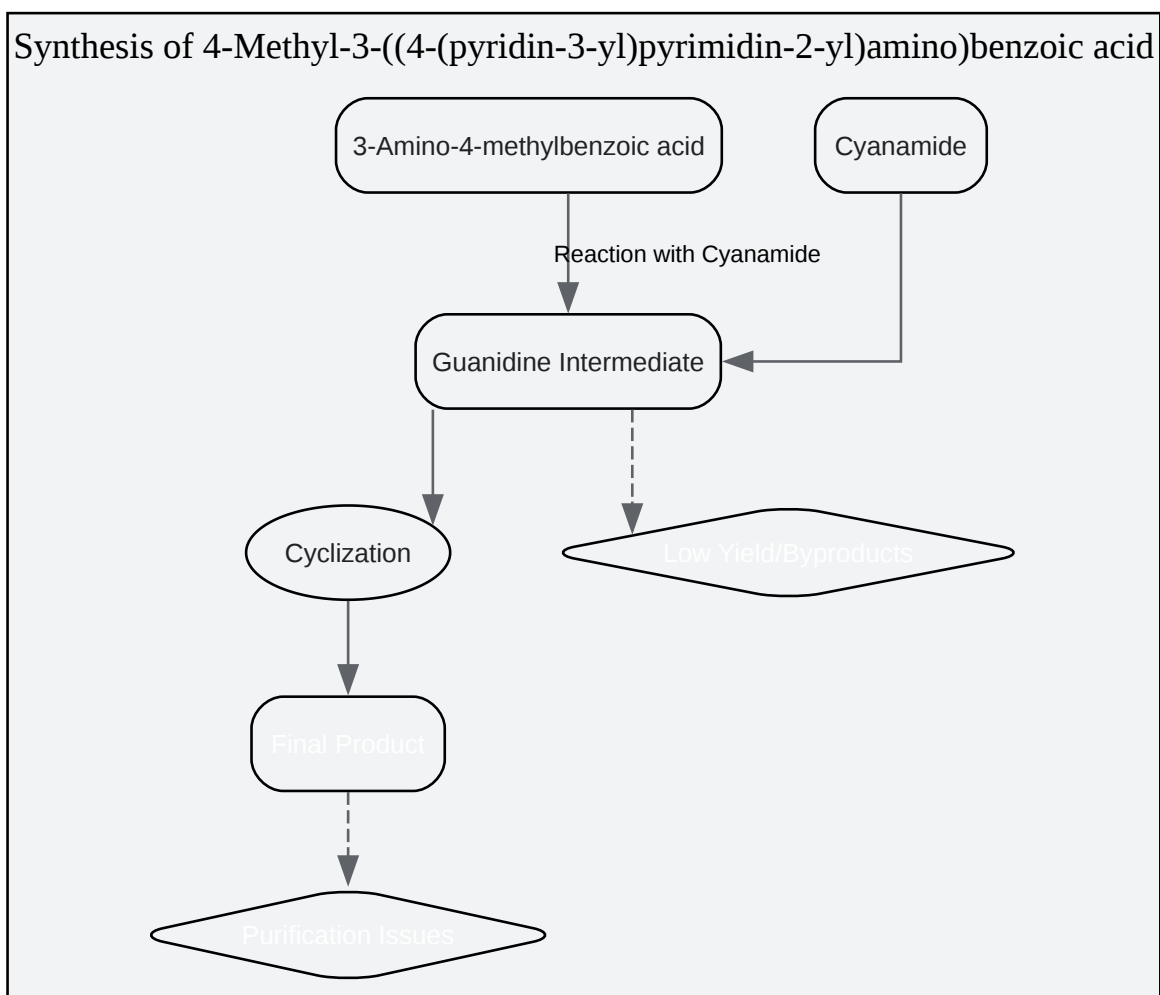 Synthesis of 4-Methyl-3-((4-(pyridin-3-yl)pyrimidin-2-yl)amino)benzoic acid
3-Amino-4-methylbenzoic acid
Cyanamide
Reaction with Cyanamide
Guanidine Intermediate
Cyclization
Low Yield/Byproducts
Final Product
Purification Issues